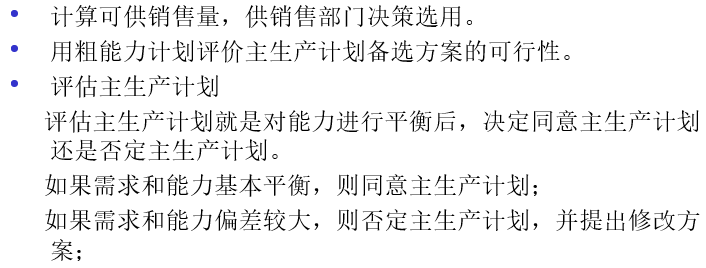 • 计算可供销售量，供销售部门决策选用。
• 用粗能力计划评价主生产计划备选方案的可行性。
• 评估主生产计划
评估主生产计划就是对能力进行平衡后，决定同意主生产计划
还是否定主生产计划。
如果需求和能力基本平衡，则同意主生产计划；
如果需求和能力偏差较大，则否定主生产计划，并提出修改方
案；